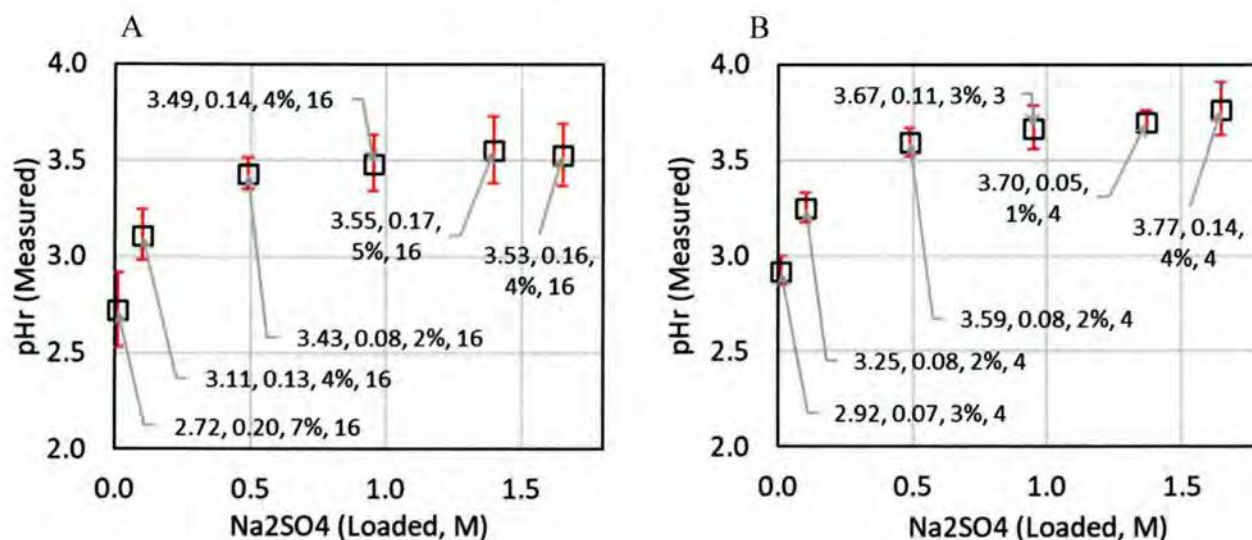 A
pHr (Measured)
4.0
3.5
3.0
2.5
2.0
3.49, 0.14, 4%, 16
3.55, 0.17,
5%, 16
3.53, 0.16,
4%, 16
3.43, 0.08, 2%, 16
3.11, 0.13, 4%, 16
2.72, 0.20, 7%, 16
0.0 0.5 1.0 1.5
Na2SO4 (Loaded, M)
B
pHr (Measured)
4.0
3.5
3.0
2.5
2.0
3.67, 0.11, 3%, 3
3.70, 0.05,
1%, 4
3.77, 0.14,
4%, 4
3.59, 0.08, 2%, 4
3.25, 0.08, 2%, 4
2.92, 0.07, 3%, 4
0.0 0.5 1.0 1.5
Na2SO4 (Loaded, M)